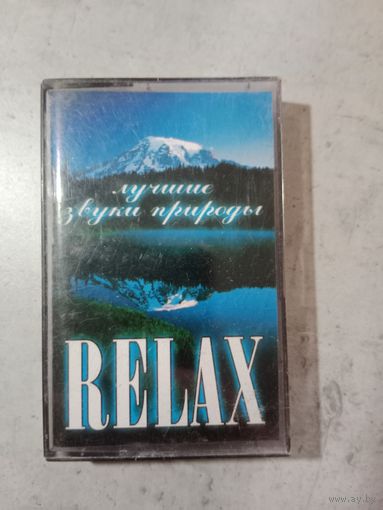 лучшие
звуки природы
RELAX
www.ay.by